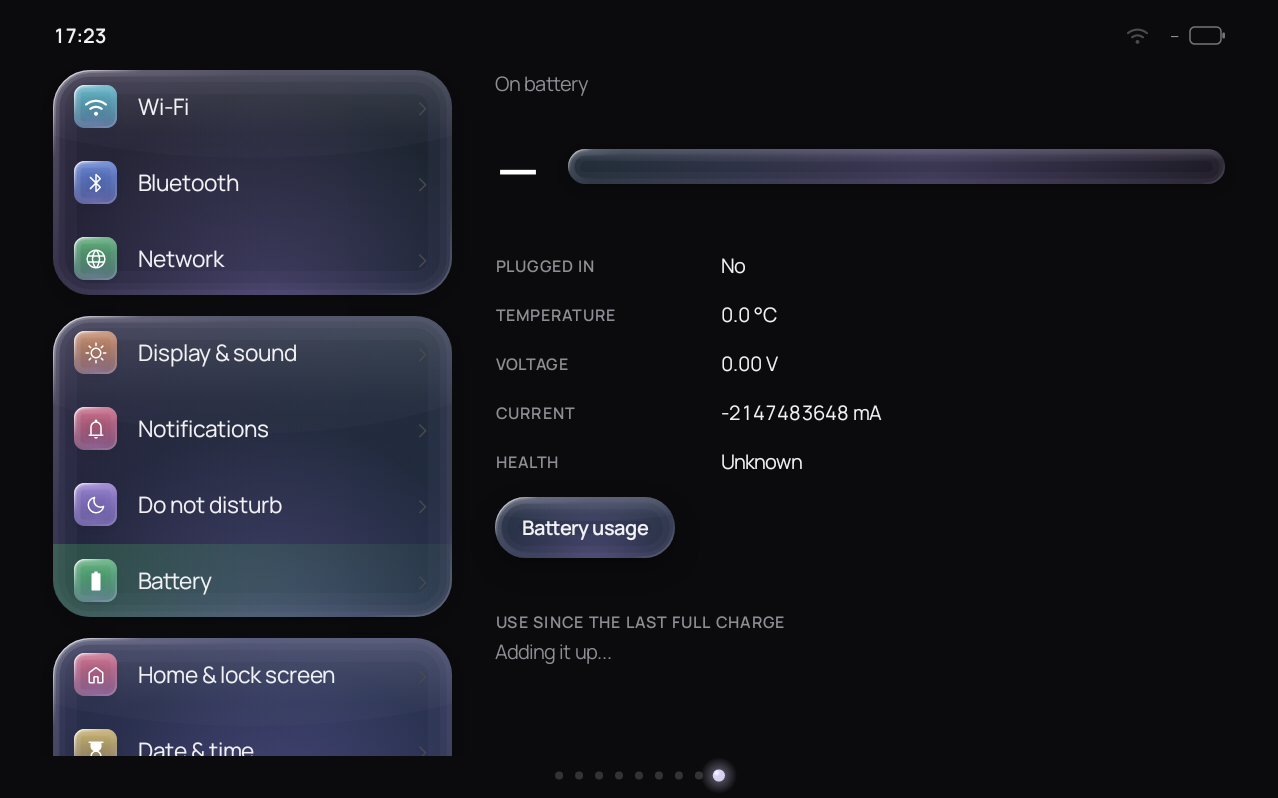 17:23
–
Wi-Fi
Bluetooth
Network
Display & sound
Notifications
Do not disturb
Battery
Home & lock screen
Date & time
On battery
—
PLUGGED IN No
TEMPERATURE 0.0 °C
VOLTAGE 0.00 V
CURRENT -2147483648 mA
HEALTH Unknown
Battery usage
USE SINCE THE LAST FULL CHARGE
Adding it up...